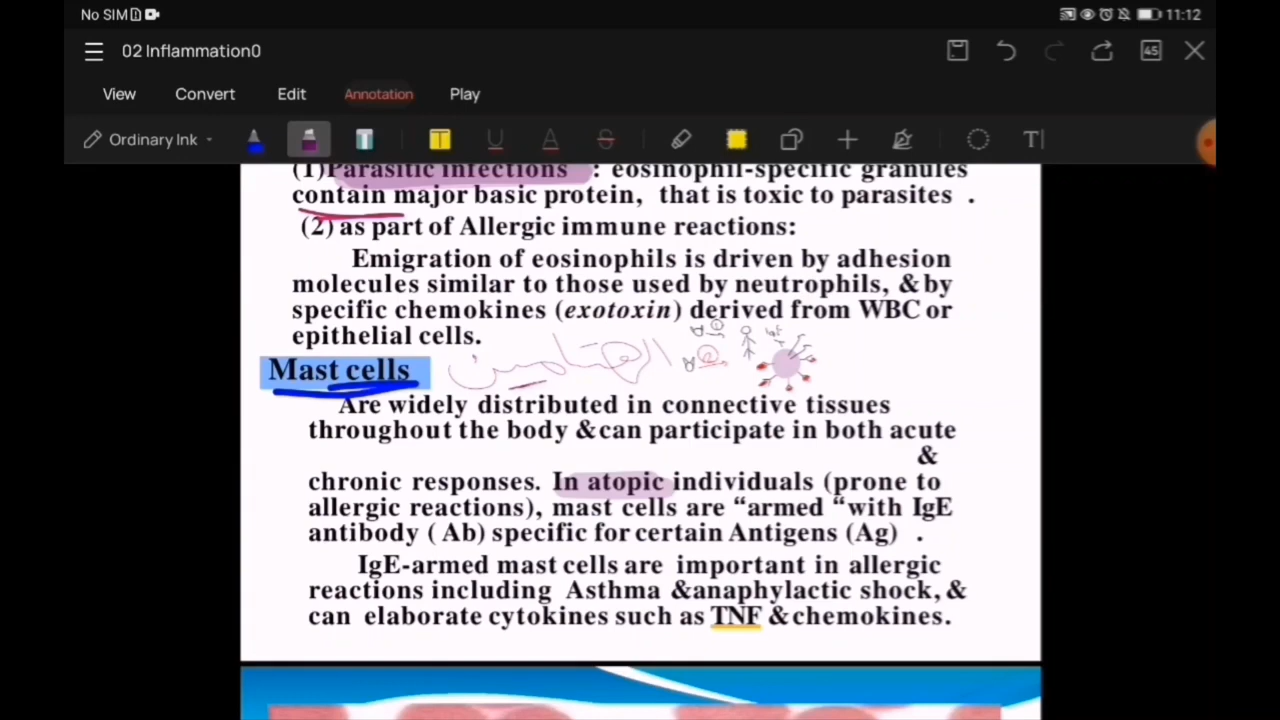 No SIM 11:12
02 Inflammation0 45
View Convert Edit Annotation Play
Ordinary Ink T
(1)Parasitic infections : eosinophil-specific granules
contain major basic protein, that is toxic to parasites .
(2) as part of Allergic immune reactions:
Emigration of eosinophils is driven by adhesion
molecules similar to those used by neutrophils, & by
specific chemokines (exotoxin) derived from WBC or
epithelial cells.
Mast cells
Are widely distributed in connective tissues
throughout the body & can participate in both acute
&
chronic responses. In atopic individuals (prone to
allergic reactions), mast cells are “armed “with IgE
antibody ( Ab) specific for certain Antigens (Ag) .
IgE-armed mast cells are important in allergic
reactions including Asthma &anaphylactic shock, &
can elaborate cytokines such as TNF & chemokines.